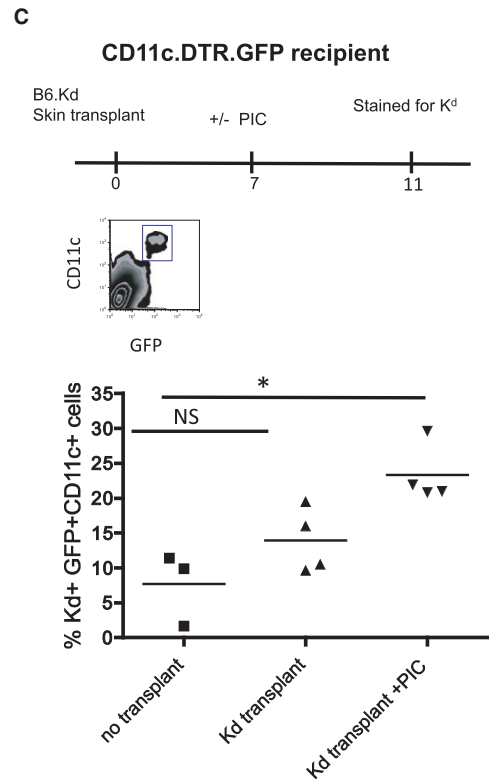 C
CD11c.DTR.GFP recipient
B6.Kd
Skin transplant
+/- PIC
Stained for Kᵈ
0
7
11
CD11c
GFP
% Kd+ GFP+CD11c+ cells
35
30
25
20
15
10
5
0
*
NS
no transplant
Kd transplant
Kd transplant +PIC